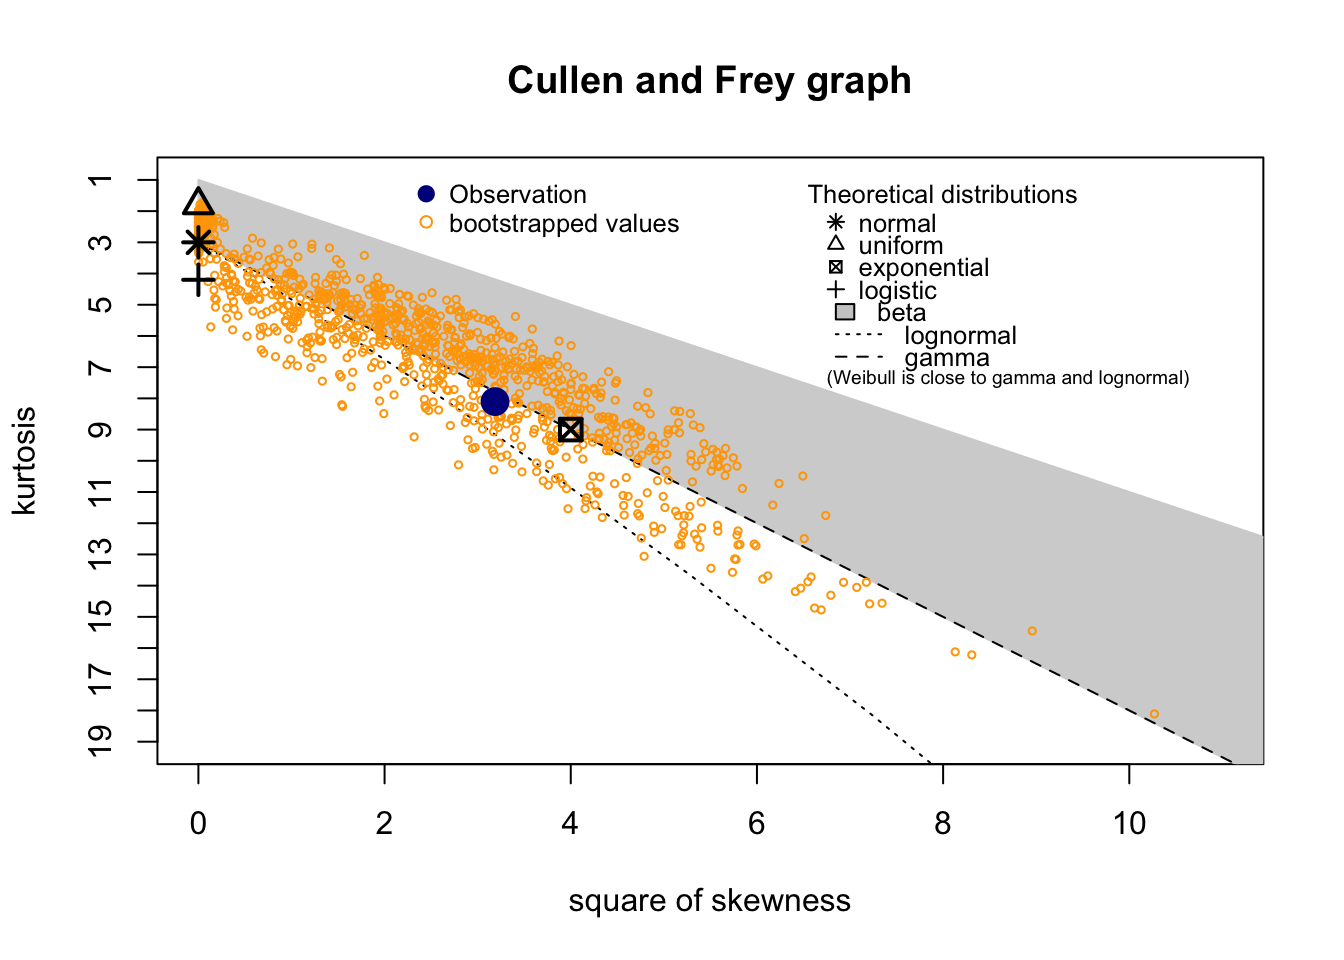 Cullen and Frey graph
Observation
bootstrapped values
Theoretical distributions
normal
uniform
exponential
logistic
beta
lognormal
gamma
(Weibull is close to gamma and lognormal)
kurtosis
1
3
5
7
9
11
13
15
17
19
0 2 4 6 8 10
square of skewness